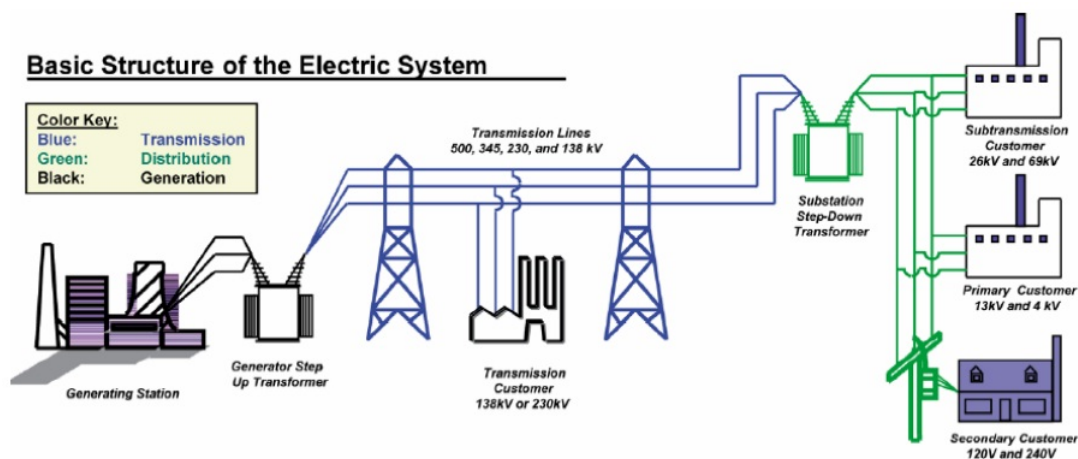 Basic Structure of the Electric System
Color Key:
Blue: Transmission
Green: Distribution
Black: Generation
Transmission Lines
500, 345, 230, and 138 kV
Subtransmission
Customer
26kV and 69kV
Substation
Step-Down
Transformer
Primary Customer
13kV and 4 kV
Generating Station
Generator Step
Up Transformer
Transmission
Customer
138kV or 230kV
Secondary Customer
120V and 240V